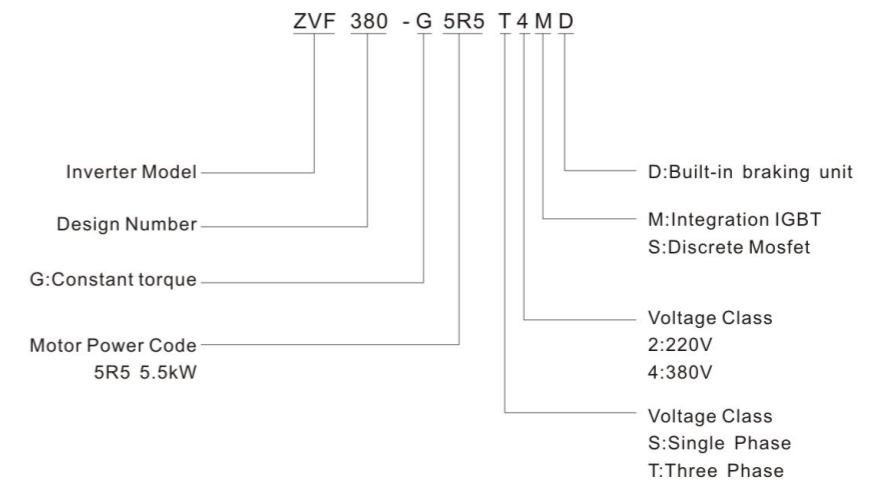 ZVF 380 - G 5R5 T 4 M D
Inverter Model
Design Number
G:Constant torque
Motor Power Code
5R5 5.5kW
D:Built-in braking unit
M:Integration IGBT
S:Discrete Mosfet
Voltage Class
2:220V
4:380V
Voltage Class
S:Single Phase
T:Three Phase